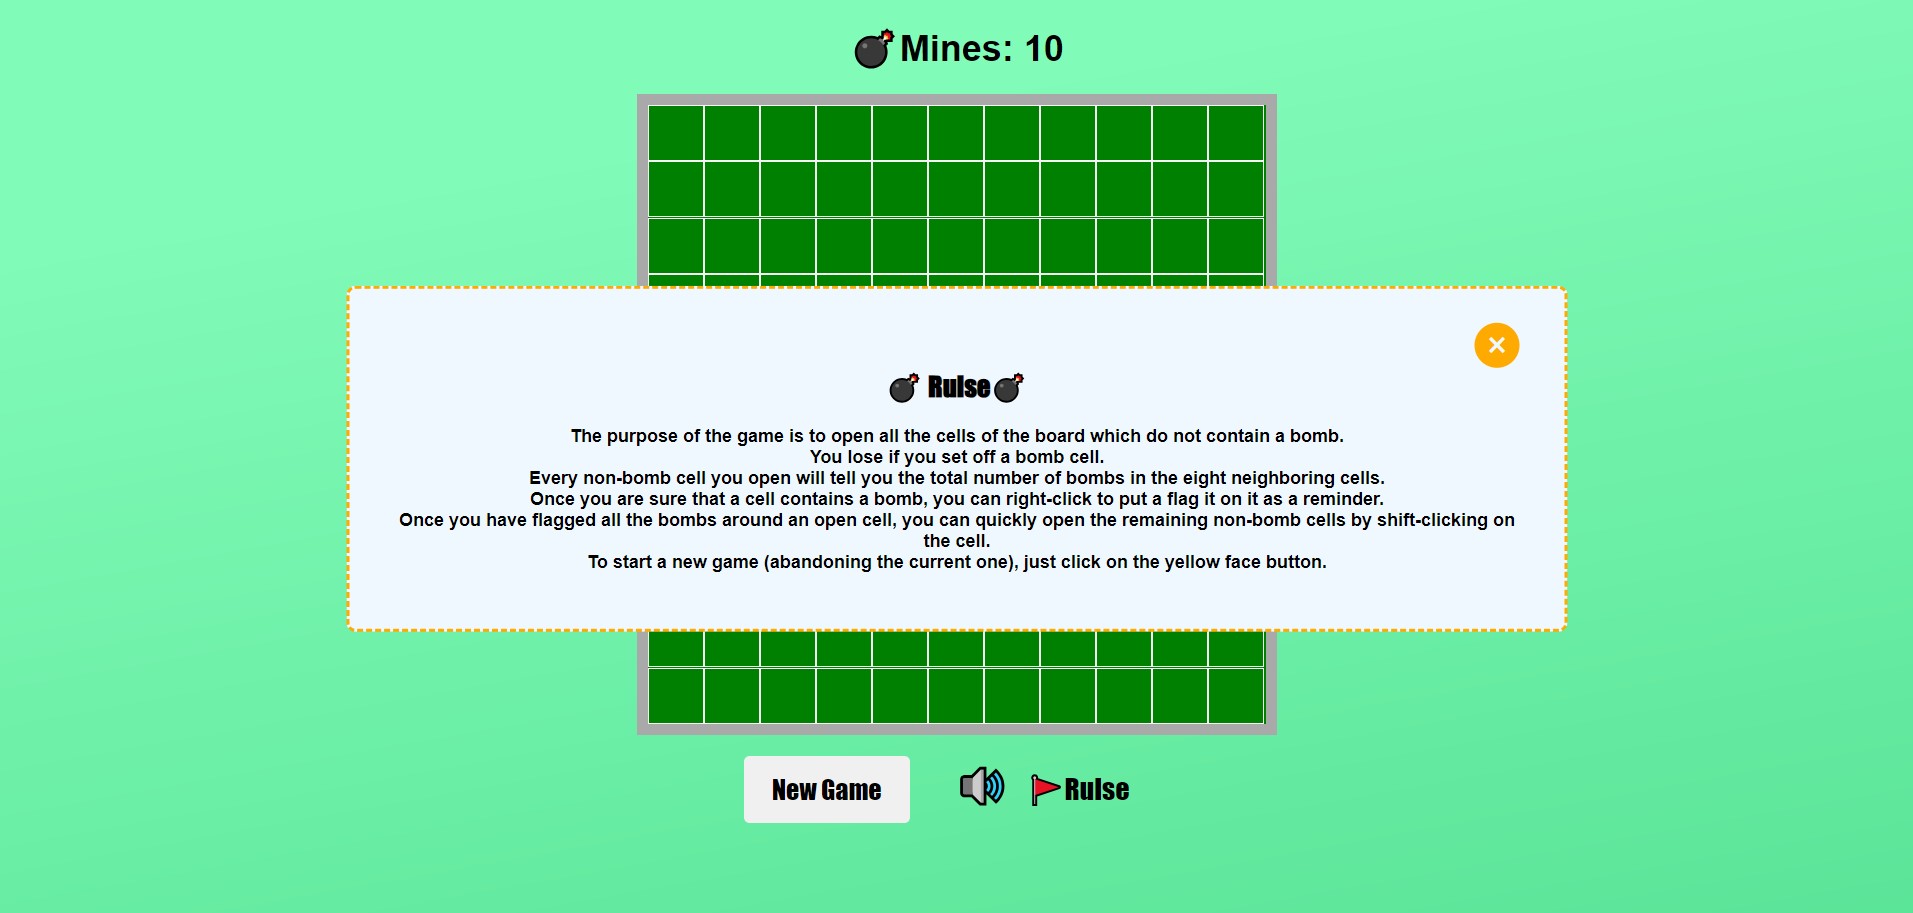 Mines: 10
Rulse
The purpose of the game is to open all the cells of the board which do not contain a bomb.
You lose if you set off a bomb cell.
Every non-bomb cell you open will tell you the total number of bombs in the eight neighboring cells.
Once you are sure that a cell contains a bomb, you can right-click to put a flag it on it as a reminder.
Once you have flagged all the bombs around an open cell, you can quickly open the remaining non-bomb cells by shift-clicking on
the cell.
To start a new game (abandoning the current one), just click on the yellow face button.
New Game
Rulse